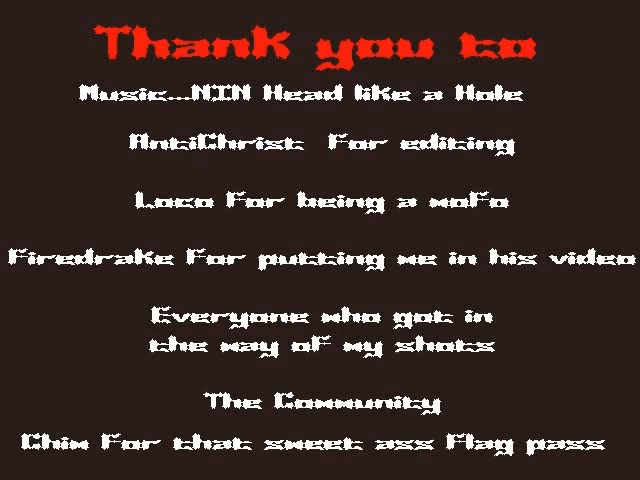 Thank you to
Music...NIN Head like a Hole
AntiChrist For editing
Loco For being a moFo
Firedrake For putting me in his video
Everyone who got in
the way of my shots
The Community
Chim For that sweet ass Flag pass